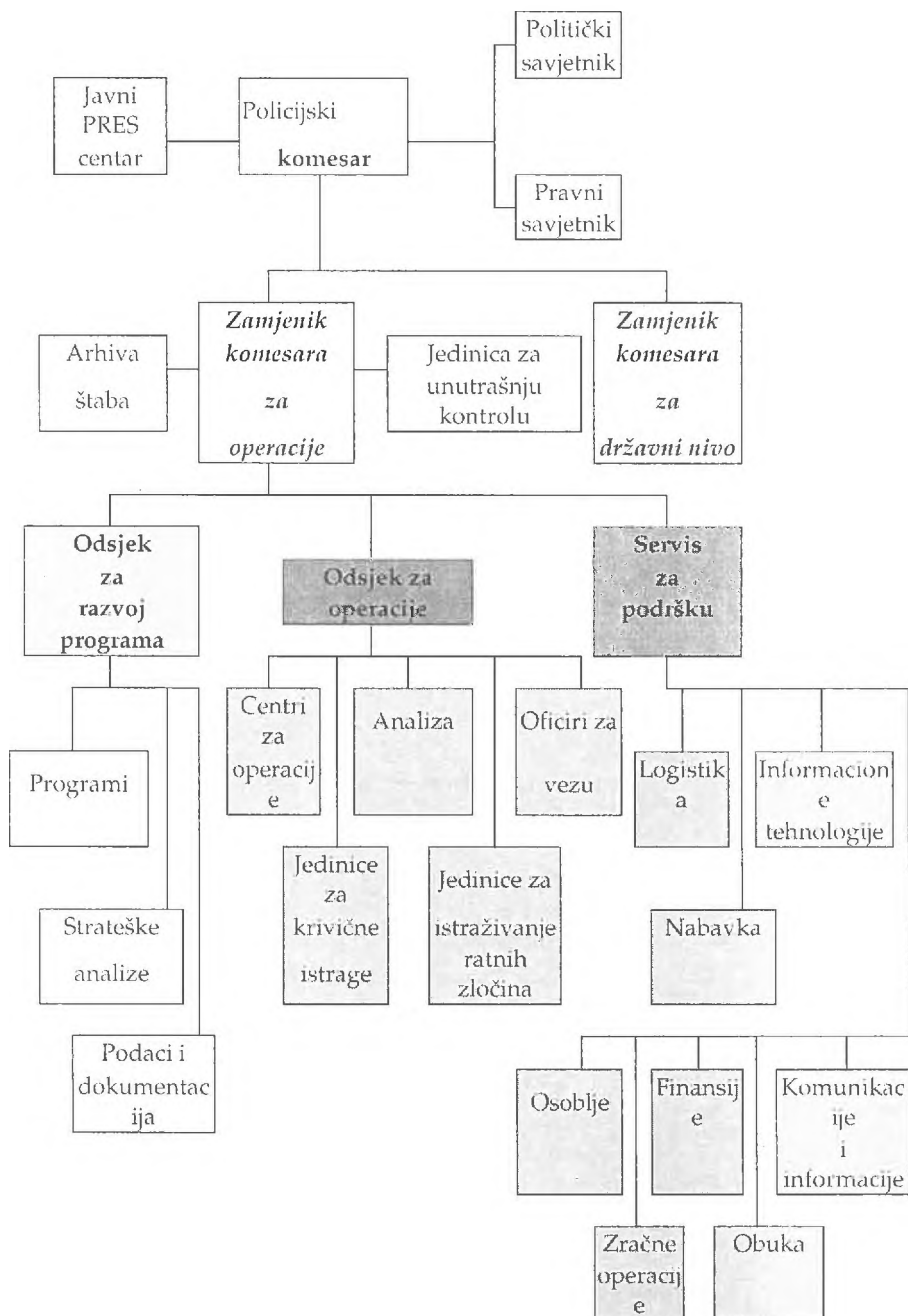 Politički
savjetnik
Javni
PRES
centar
Policijski
komesar
Pravni
savjetnik
Arhiva
štaba
Zamjenik
komesara
za
operacije
Jedinica za
unutrašnju
kontrolu
Zamjenik
komesara
za
državni nivo
Odsjek
za
razvoj
programa
Odsjek za
operacije
Servis
za
podršku
Programi
Strateške
analize
Podaci i
dokumentac
ija
Centri
za
operacij
e
Analiza
Oficiri za
vezu
Jedinice
za
krivične
istrage
Jedinice za
istraživanje
ratnih
zločina
Logistik
a
Informacion
e
tehnologije
Nabavka
Osoblje
Finansij
e
Komunikac
ije
i
informacije
Zračne
operacij
e
Obuka